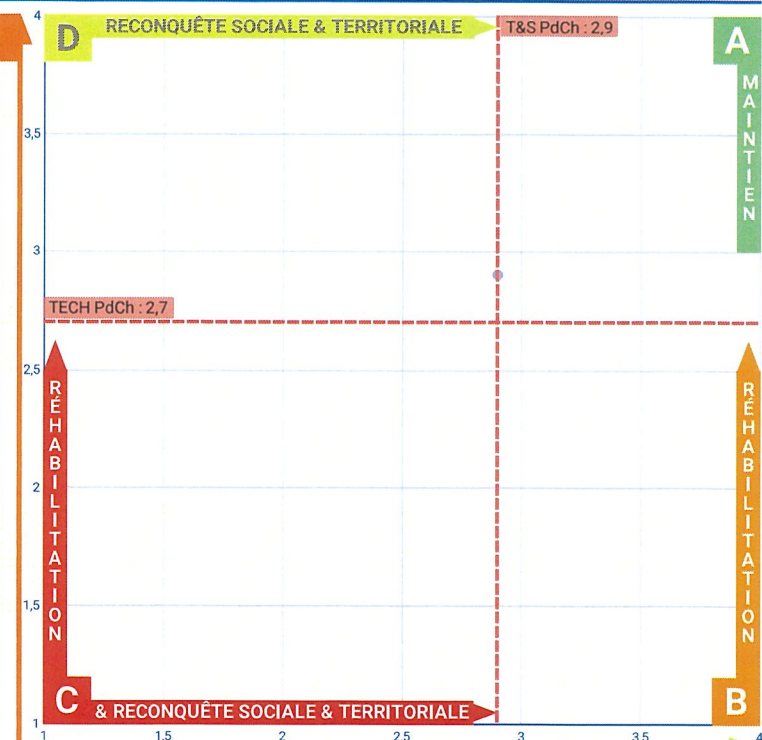 4
D
RECONQUÊTE SOCIALE & TERRITORIALE
T&S PdCh : 2,9
A
MAINTIEN
3,5
3
TECH PdCh : 2,7
2,5
RÉHABILITATION
RÉHABILITATION
2
1,5
C
& RECONQUÊTE SOCIALE & TERRITORIALE
B
1
1
1,5
2
2,5
3
3,5
4